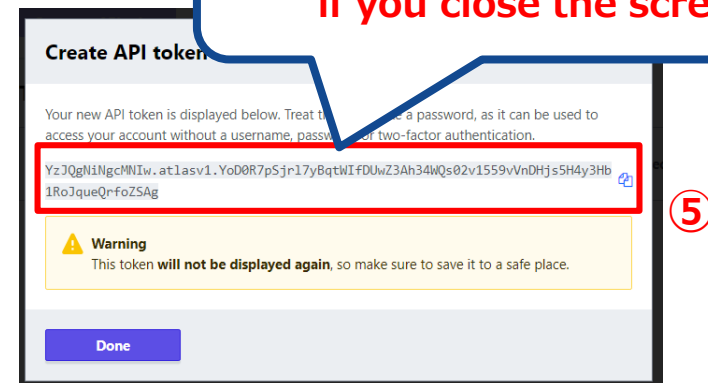 if you close the
Create API token
Your new API token is displayed below. Treat a password, as it can be used to
access your account without a username, two-factor authentication.
YzJQgNiNgcMNIw.atlasv1.YoD0R7pSjrl7yBqtWIfDUwZ3Ah34WQs02v1559vVnDHjs5H4y3Hb
1RoJqueQrfoZSAg
⑤
Warning
This token will not be displayed again, so make sure to save it to a safe place.
Done